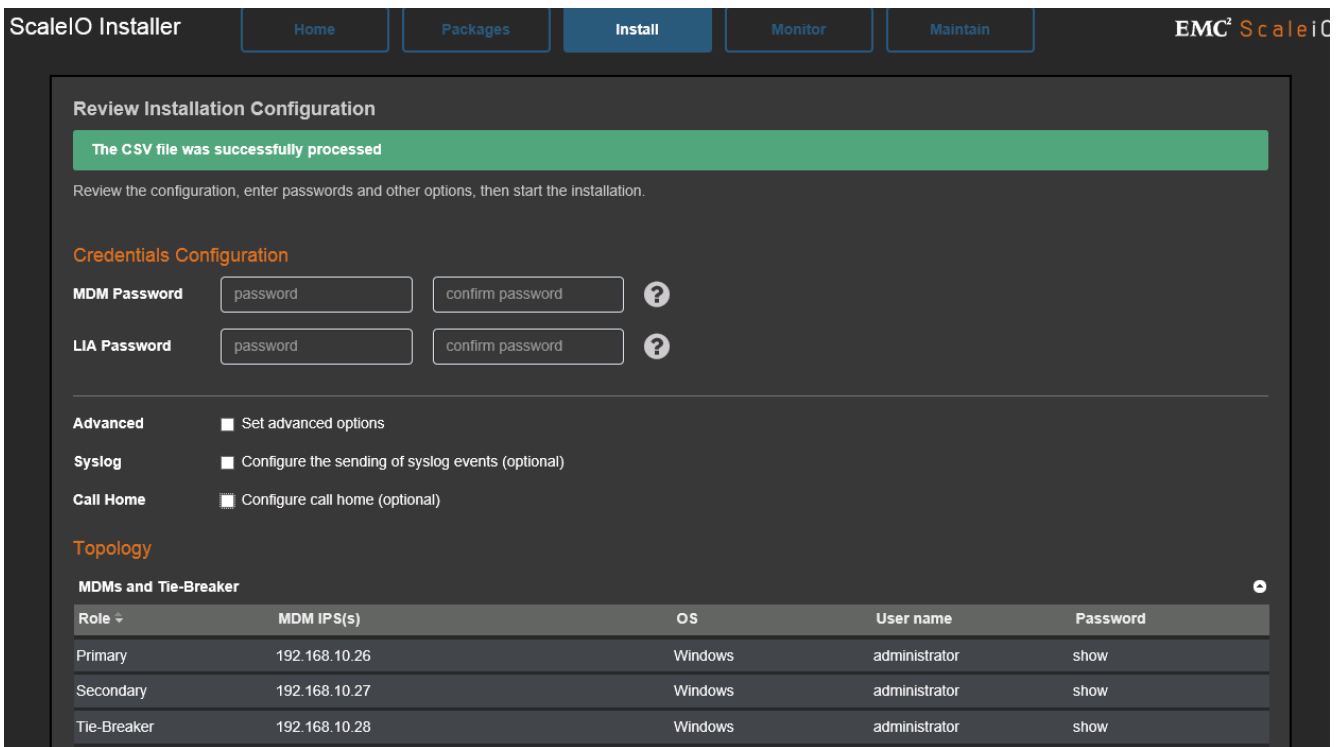 ScaleIO Installer Home Packages Install Monitor Maintain EMC² ScaleiO
Review Installation Configuration
The CSV file was successfully processed
Review the configuration, enter passwords and other options, then start the installation.
Credentials Configuration
MDM Password password confirm password ?
LIA Password password confirm password ?
Advanced Set advanced options
Syslog Configure the sending of syslog events (optional)
Call Home Configure call home (optional)
Topology
MDMs and Tie-Breaker
Role MDM IPS(s) OS User name Password
Primary 192.168.10.26 Windows administrator show
Secondary 192.168.10.27 Windows administrator show
Tie-Breaker 192.168.10.28 Windows administrator show